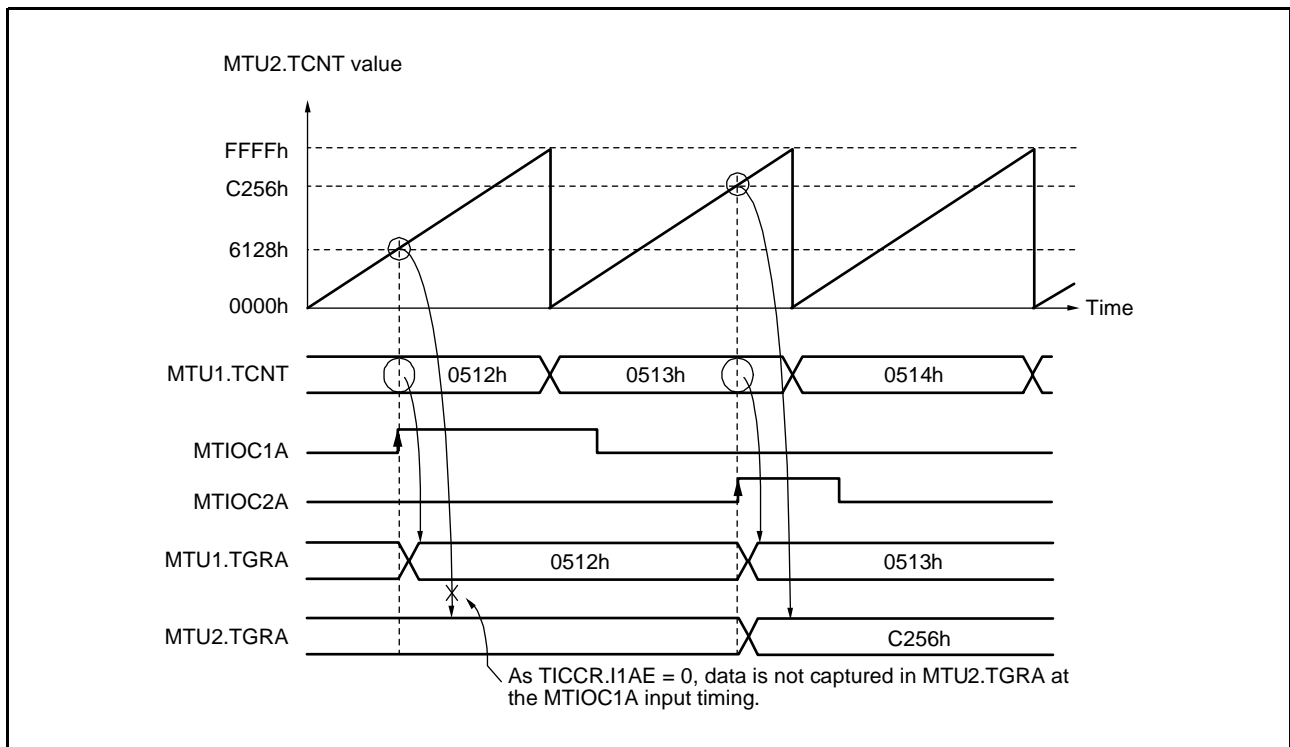 MTU2.TCNT value
FFFFh
C256h
6128h
0000h
Time
MTU1.TCNT
0512h
0513h
0514h
MTIOC1A
MTIOC2A
MTU1.TGRA
0512h
0513h
MTU2.TGRA
C256h
As TICCR.I1AE = 0, data is not captured in MTU2.TGRA at
the MTIOC1A input timing.